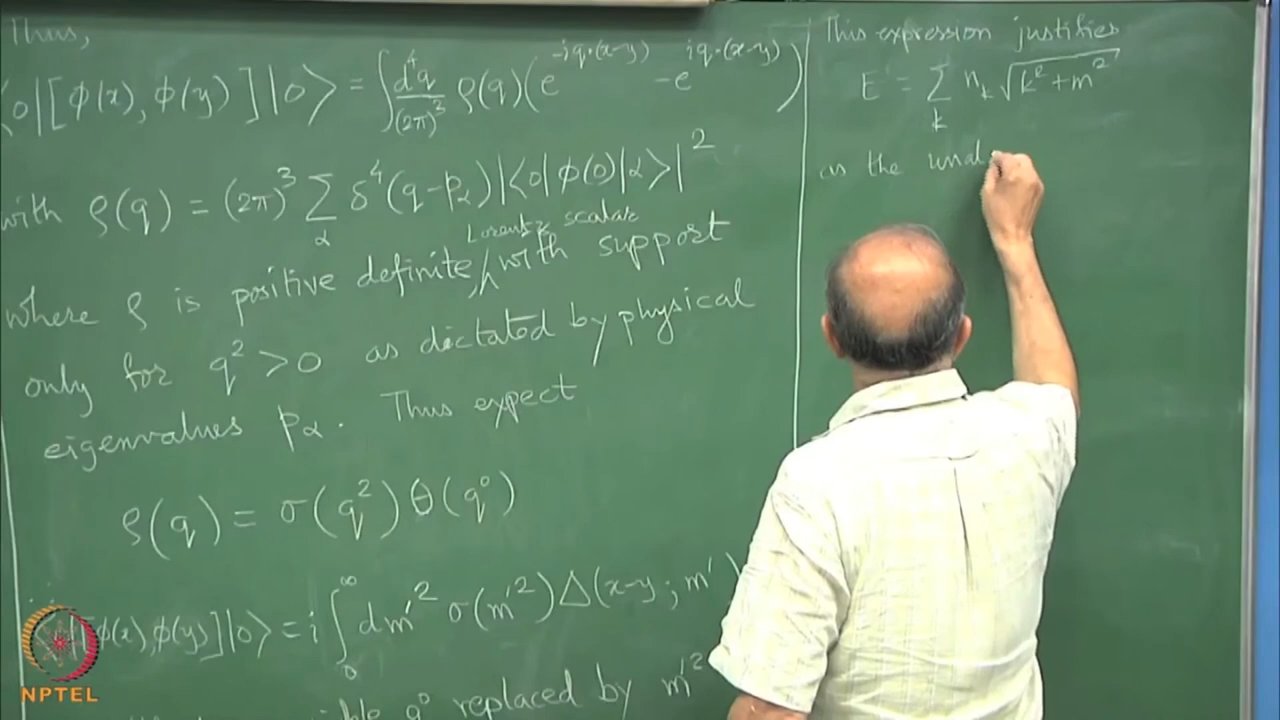 Thus,
⟨0|[φ(x), φ(y)]|0⟩ = ∫ d⁴q/(2π)³ ρ(q)(e^{-iq·(x-y)} - e^{iq·(x-y)})
with ρ(q) = (2π)³ Σ_α δ⁴(q-p_α)|⟨0|φ(0)|α⟩|²
Lorentz scalar
where ρ is positive definite, ∧ with support
only for q² > 0 as dictated by physical
eigenvalues p_α. Thus expect
ρ(q) = σ(q²) θ(q⁰)
φ(x), φ(y)]|0⟩ = i ∫₀^∞ dm'² σ(m'²) Δ(x-y; m')
q⁰ replaced by m'²
NPTEL
This expression justifies
E = Σ_k n_k √(k² + m²)
as the